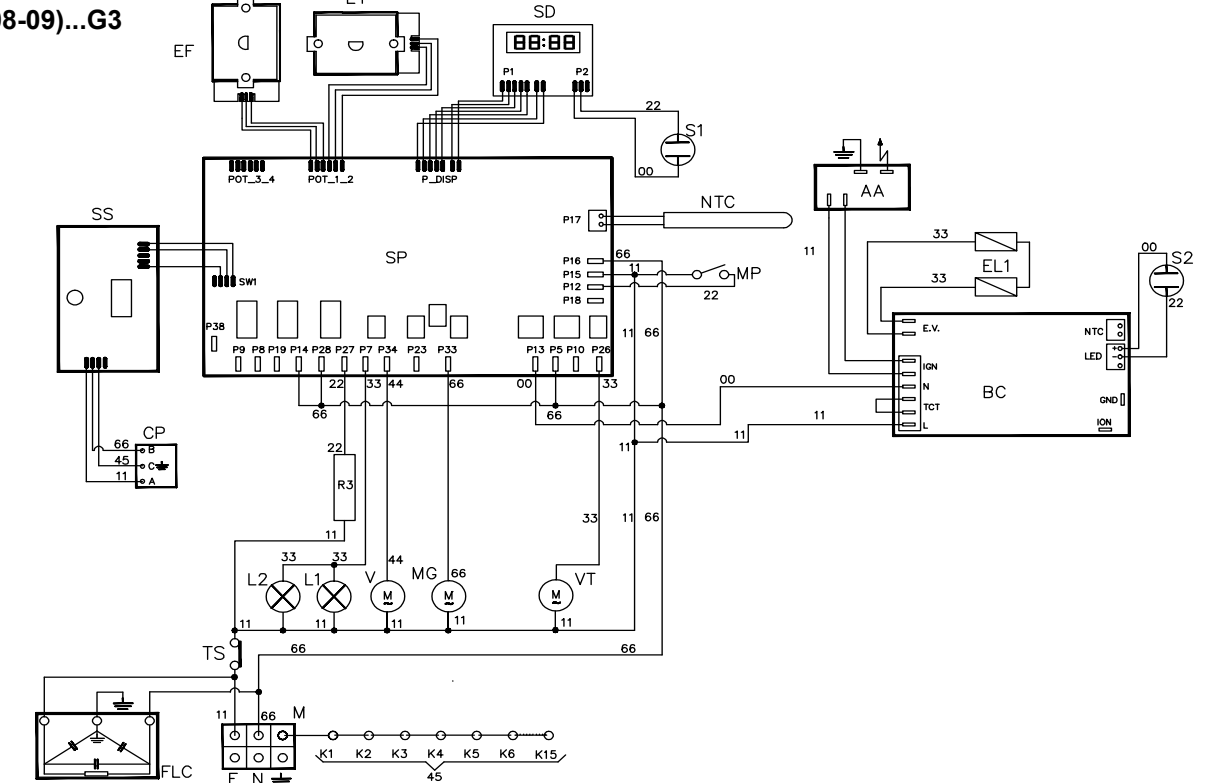 08-09)...G3
EF
SD
88:88
P1
P2
22
S1
00
POT_3_4
POT_1_2
P_DISP
AA
SS
P17
NTC
SP
66
P16
11
P15
MP
P12
22
P18
SW1
11
33
EL1
33
00
S2
22
P38
P9
P8
P19
P14
P28
P27
P7
P34
P23
P33
P13
P5
P10
P26
11
66
E.V.
NTC
+
LED
-
IGN
N
BC
TCT
GND
ION
L
22
33
44
66
00
33
00
66
66
11
11
11
CP
66
B
45
C
11
A
22
R3
11
33
11
66
33
33
44
66
L2
L1
V
M
MG
M
VT
M
11
11
11
11
11
TS
66
66
11
66
M
K1
K2
K3
K4
K5
K6
K15
45
FLC
F
N